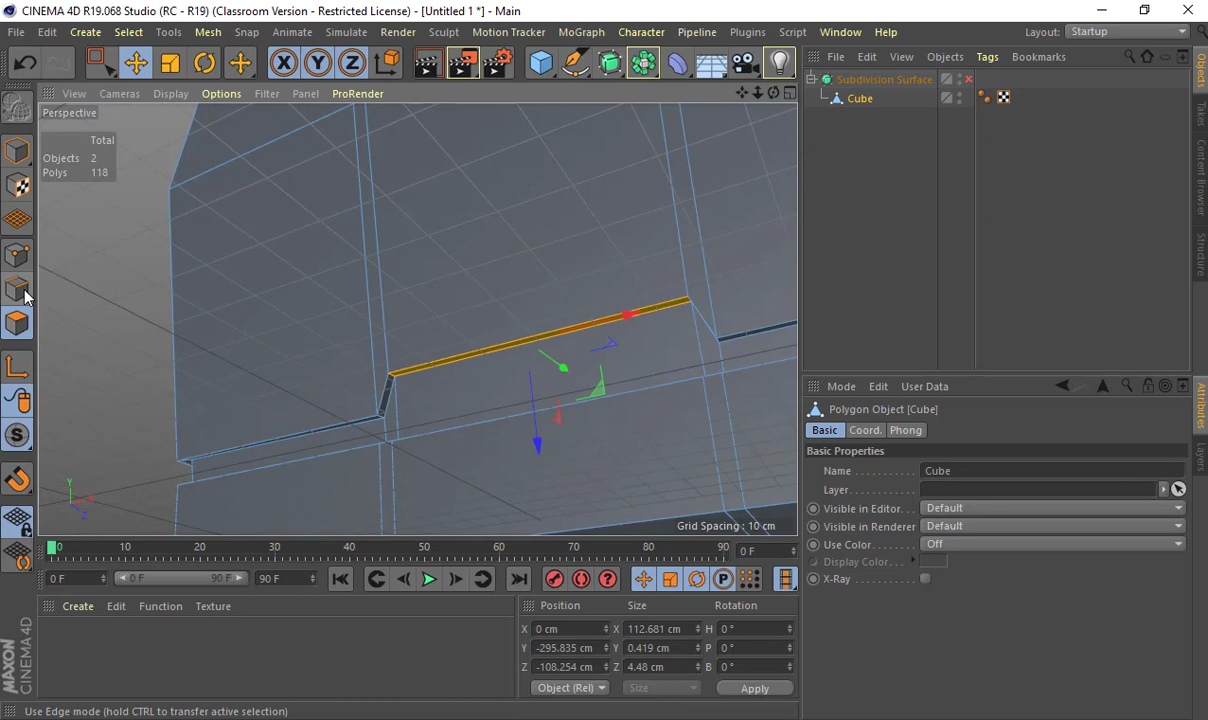 CINEMA 4D R19.068 Studio (RC - R19) (Classroom Version - Restricted License) - [Untitled 1 *] - Main
File Edit Create Select Tools Mesh Snap Animate Simulate Render Sculpt Motion Tracker MoGraph Character Pipeline Plugins Script Window Help Layout: Startup
X Y Z
File Edit View Objects Tags Bookmarks
Subdivision Surface
Cube
View Cameras Display Options Filter Panel ProRender
Perspective
Total
Objects 2
Polys 118
Y
X
Z
Grid Spacing : 10 cm
S
Objects
Takes
Content Browser
Structure
Attributes
Layers
Mode Edit User Data
Polygon Object [Cube]
Basic Coord. Phong
Basic Properties
Name Cube
Layer
Visible in Editor Default
Visible in Renderer Default
Use Color Off
Display Color
X-Ray
0 10 20 30 40 50 60 70 80 90 0 F
0 F 0 F 90 F 90 F
P
Create Edit Function Texture
Position Size Rotation
X 0 cm X 112.681 cm H 0 °
Y -295.835 cm Y 0.419 cm P 0 °
Z -108.254 cm Z 4.48 cm B 0 °
Object (Rel) Size Apply
MAXON
CINEMA 4D
Use Edge mode (hold CTRL to transfer active selection)